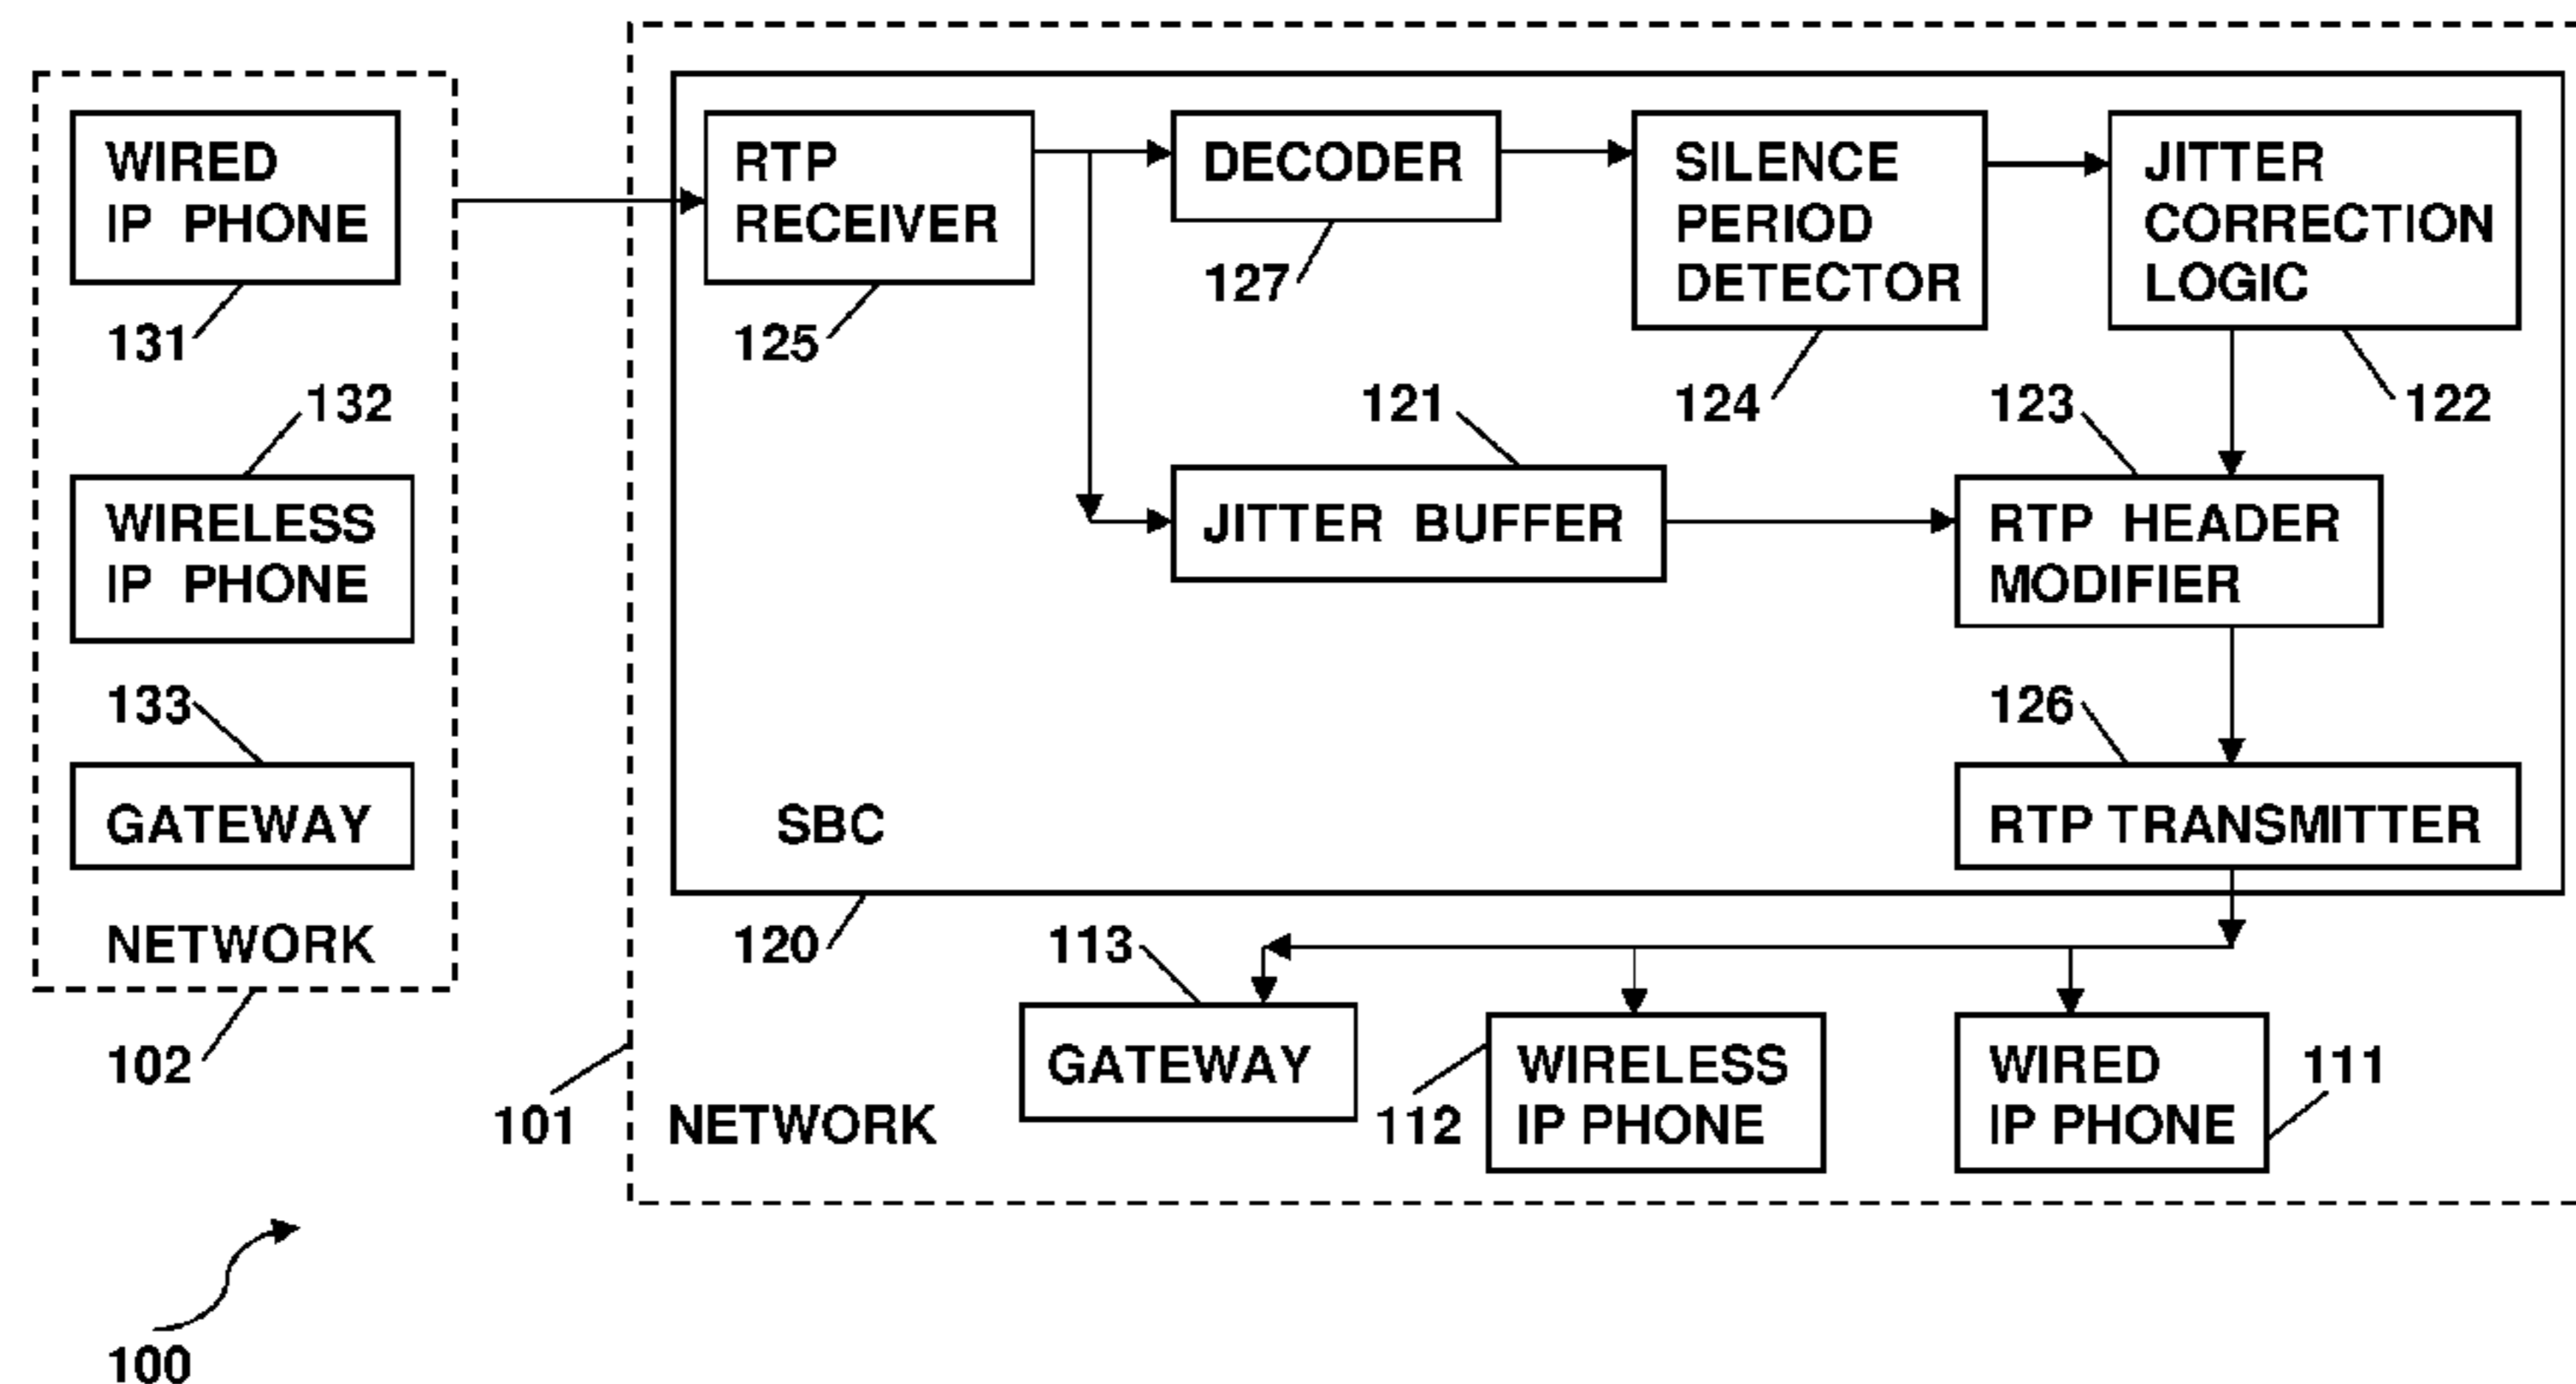 WIRED
IP PHONE
131
132
WIRELESS
IP PHONE
133
GATEWAY
NETWORK
102
100
RTP
RECEIVER
125
DECODER
127
SILENCE
PERIOD
DETECTOR
124
JITTER
CORRECTION
LOGIC
122
121
JITTER BUFFER
123
RTP HEADER
MODIFIER
126
RTP TRANSMITTER
SBC
120
113
GATEWAY
112
WIRELESS
IP PHONE
WIRED
IP PHONE
111
101
NETWORK